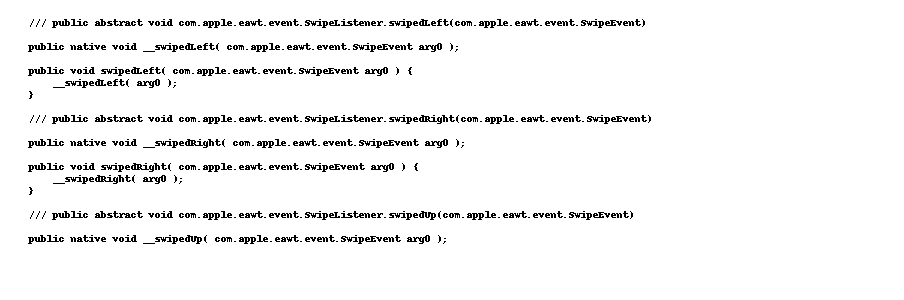 /// public abstract void com.apple.eawt.event.SwipeListener.swipedLeft(com.apple.eawt.event.SwipeEvent)
public native void __swipedLeft( com.apple.eawt.event.SwipeEvent arg0 );
public void swipedLeft( com.apple.eawt.event.SwipeEvent arg0 ) {
__swipedLeft( arg0 );
}
/// public abstract void com.apple.eawt.event.SwipeListener.swipedRight(com.apple.eawt.event.SwipeEvent)
public native void __swipedRight( com.apple.eawt.event.SwipeEvent arg0 );
public void swipedRight( com.apple.eawt.event.SwipeEvent arg0 ) {
__swipedRight( arg0 );
}
/// public abstract void com.apple.eawt.event.SwipeListener.swipedUp(com.apple.eawt.event.SwipeEvent)
public native void __swipedUp( com.apple.eawt.event.SwipeEvent arg0 );